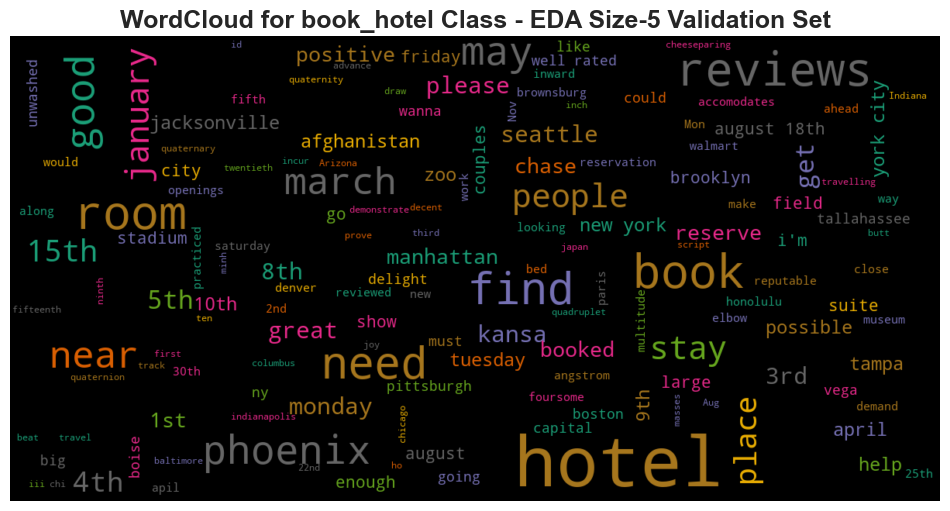 WordCloud for book_hotel Class - EDA Size-5 Validation Set
id
like
cheeseparing
positive
friday
may
well rated
reviews
advance
unwashed
good
january
quaternity
please
inward
brownsburg
draw
wanna
Nov
inch
could
accomodates
ahead
york city
Indiana
fifth
jacksonville
afghanistan
seattle
Mon
august 18th
couples
walmart
get
quaternary
would
city
twentieth
incur
Arizona
march
zoo
chase
reservation
brooklyn
travelling
openings
work
people
make
field
way
along
room
go
demonstrate
decent
looking
new york
reserve
tallahassee
butt
15th
stadium
practiced
saturday
prove
third
i'm
manhattan
japan
script
minh
8th
denver
delight
find
bed
paris
book
reputable
close
5th
10th
reviewed
new
quadruplet
multitude
honolulu
suite
ninth
2nd
fifteenth
ten
great
show
kansa
elbow
possible
museum
near
first
joy
must
booked
stay
track
columbus
need
tuesday
tampa
quaternion
30th
pittsburgh
angstrom
large
3rd
vega
ny
foursome
9th
masses
Aug
place
demand
1st
indianapolis
monday
chicago
boston
capital
april
beat
travel
boise
phoenix
august
hotel
big
baltimore
22nd
ho
going
help
25th
iii
chi
4th
apil
enough